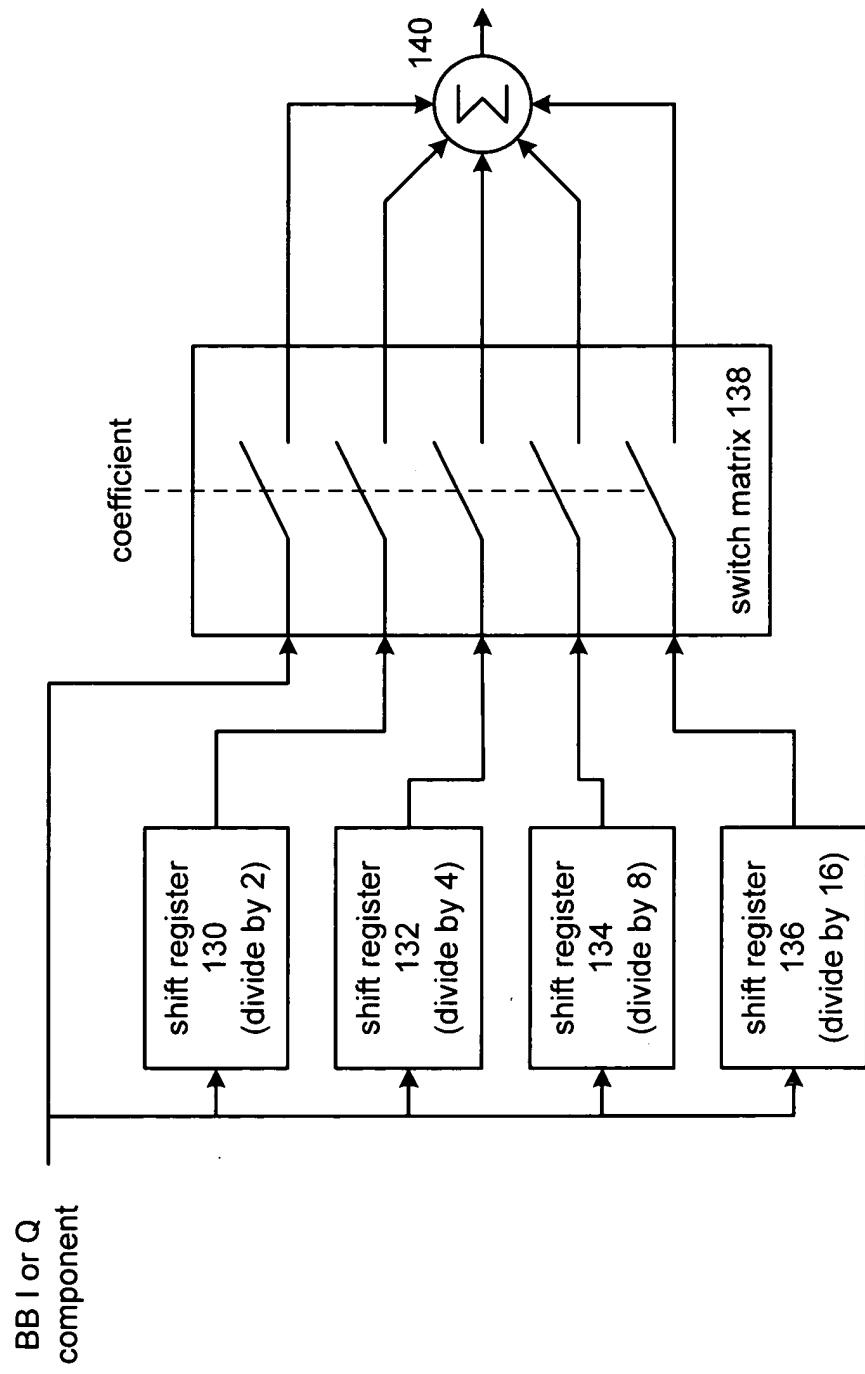 BB I or Q
component
shift register
130
(divide by 2)
shift register
132
(divide by 4)
shift register
134
(divide by 8)
shift register
136
(divide by 16)
coefficient
switch matrix 138
Σ
140